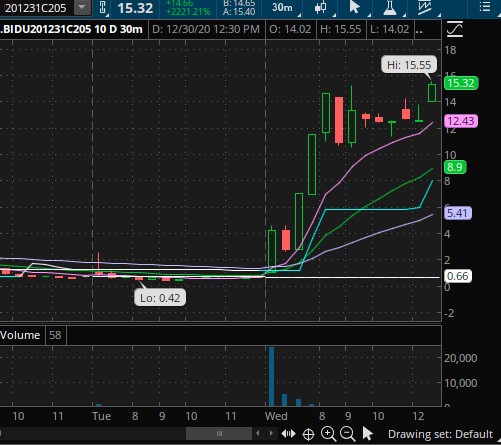 201231C205 15.32 +14.66 B: 14.65 30m
+2221.21% A: 15.40
.BIDU201231C205 10 D 30m D: 12/30/20 12:30 PM O: 14.02 H: 15.55 L: 14.02 ..
18
Hi: 15.55
15.32
14
12.43
12
10
8.9
8
6
5.41
4
2
0.66
0
Lo: 0.42
-2
Volume 58
20,000
10,000
0
10 11 Tue 8 9 10 11 Wed 8 9 10 11 12
Drawing set: Default